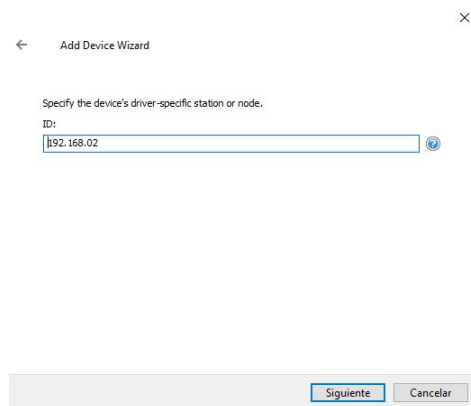 Add Device Wizard
Specify the device's driver-specific station or node.
ID:
192.168.02
Siguiente Cancelar